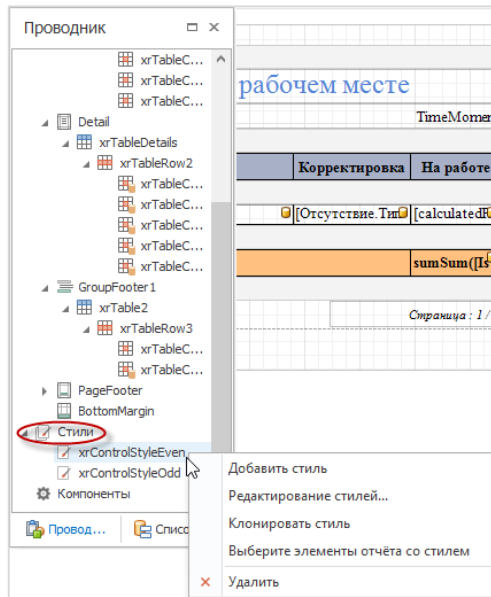 Проводник
xrTableC...
xrTableC...
xrTableC...
Detail
xrTableDetails
xrTableRow2
xrTableC...
xrTableC...
xrTableC...
xrTableC...
xrTableC...
GroupFooter1
xrTable2
xrTableRow3
xrTableC...
xrTableC...
PageFooter
BottomMargin
Стили
xrControlStyleEven
xrControlStyleOdd
Компоненты
Провод...
Списо
рабочем месте
TimeMomen
Корректировка На работе
[Отсутствие.Тип [calculatedF
sumSum([Is
Страница : 1 /
Добавить стиль
Редактирование стилей...
Клонировать стиль
Выберите элементы отчёта со стилем
Удалить